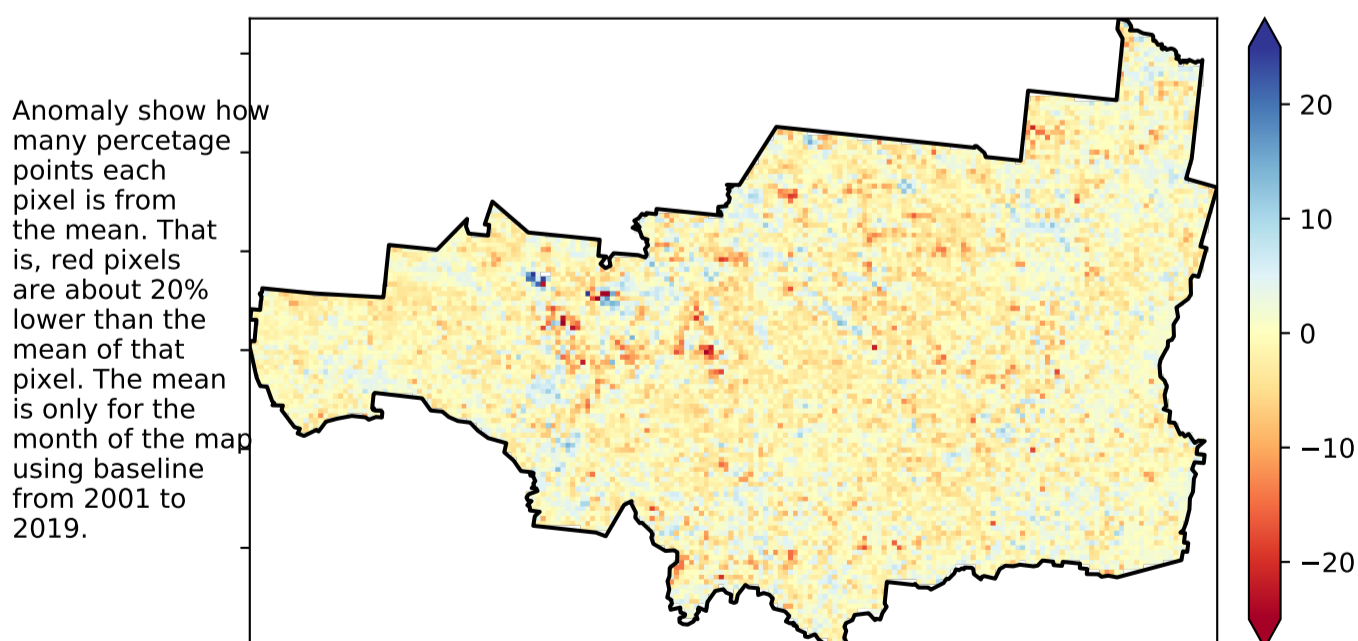 Anomaly show how
many percetage
points each
pixel is from
the mean. That
is, red pixels
are about 20%
lower than the
mean of that
pixel. The mean
is only for the
month of the map
using baseline
from 2001 to
2019.
20
10
0
−10
−20